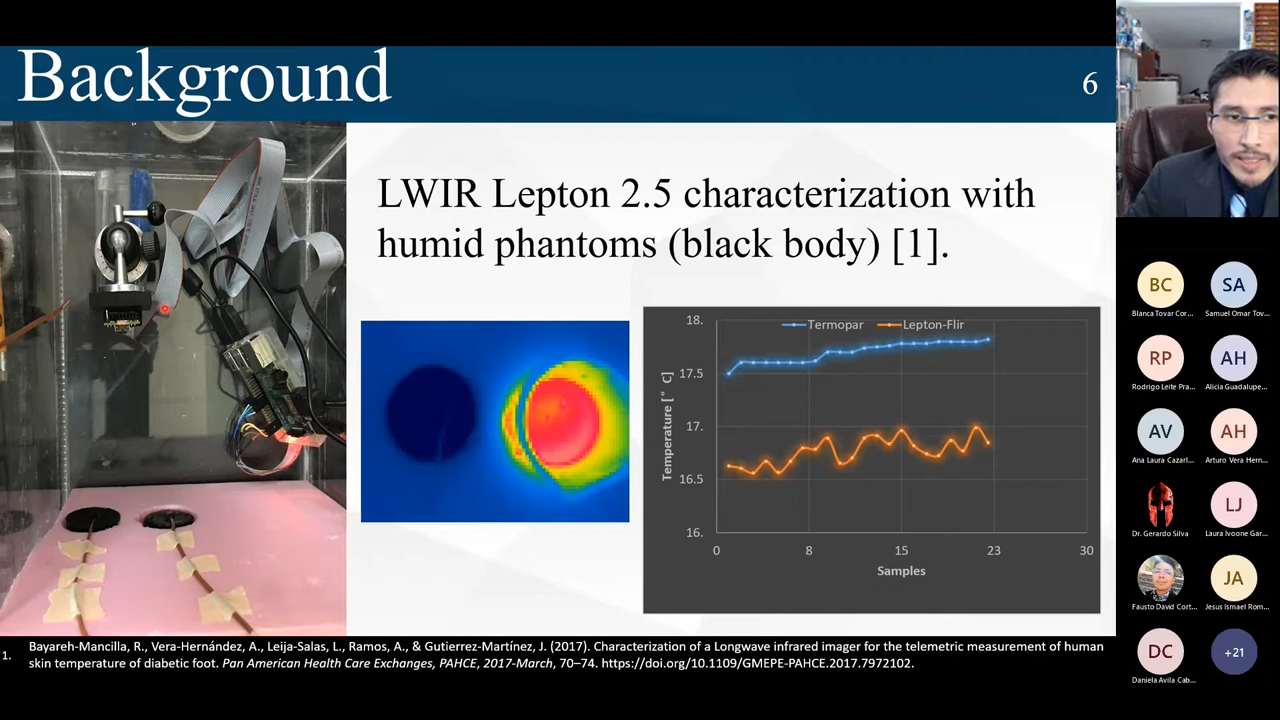 Background
6
LWIR Lepton 2.5 characterization with
humid phantoms (black body) [1].
Termopar
Lepton-Flir
18.
17.5
17.
16.5
16.
Temperature [° C]
0
8
15
23
30
Samples
1.
Bayareh-Mancilla, R., Vera-Hernández, A., Leija-Salas, L., Ramos, A., & Gutierrez-Martínez, J. (2017). Characterization of a Longwave infrared imager for the telemetric measurement of human
skin temperature of diabetic foot. Pan American Health Care Exchanges, PAHCE, 2017-March, 70–74. https://doi.org/10.1109/GMEPE-PAHCE.2017.7972102.
BC
SA
Blanca Tovar Cor...
Samuel Omar Tov...
RP
AH
Rodrigo Leite Pra...
Alicia Guadalupe...
AV
AH
Ana Laura Cazarl...
Arturo Vera Hern...
LJ
Dr. Gerardo Silva
Laura Ivoone Gar...
JA
Fausto David Cort...
Jesus Ismael Rom...
DC
+21
Daniela Avila Cab...